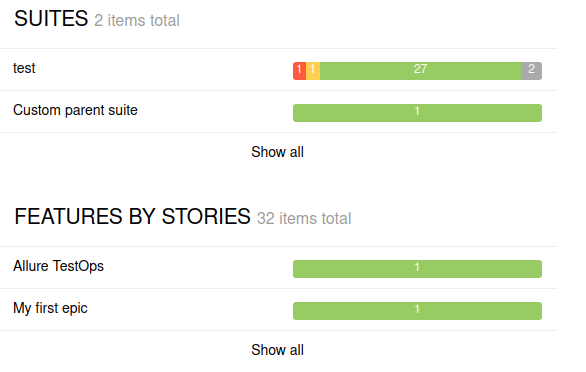 SUITES 2 items total
test 1 1 27 2
Custom parent suite 1
Show all
FEATURES BY STORIES 32 items total
Allure TestOps 1
My first epic 1
Show all